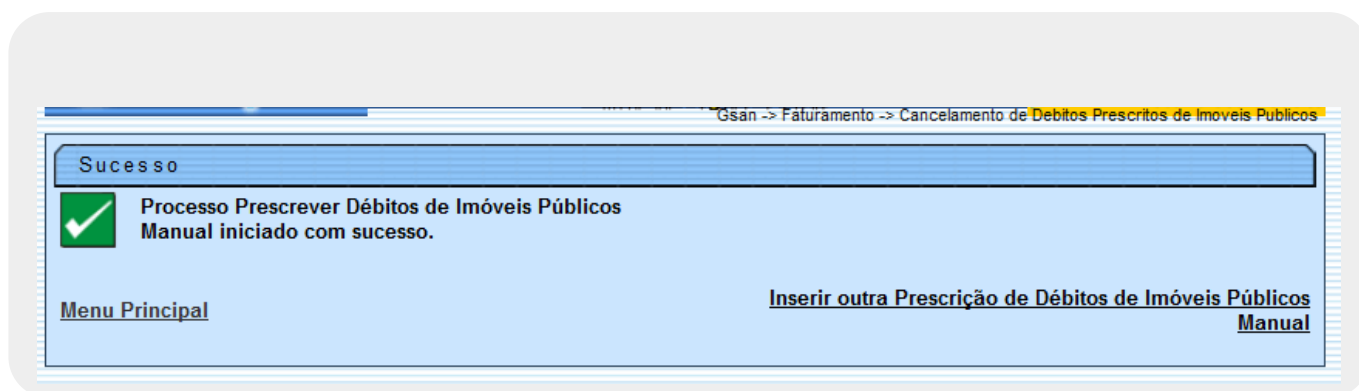 Gsan -> Faturamento -> Cancelamento de Debitos Prescritos de Imoveis Publicos
Sucesso
Processo Prescrever Débitos de Imóveis Públicos
Manual iniciado com sucesso.
Menu Principal
Inserir outra Prescrição de Débitos de Imóveis Públicos
Manual